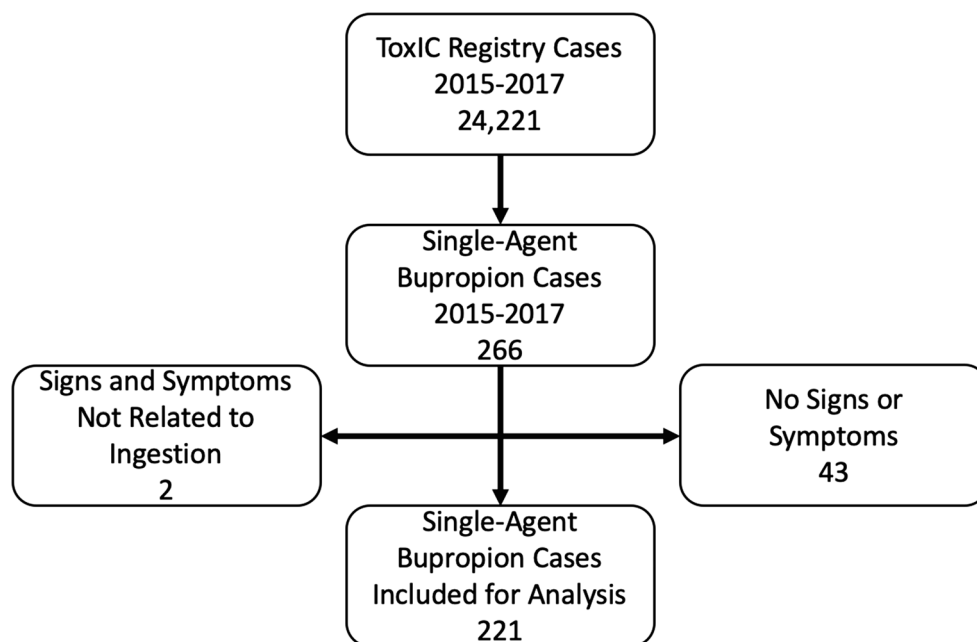 ToxIC Registry Cases
2015-2017
24,221
Single-Agent
Bupropion Cases
2015-2017
266
Signs and Symptoms
Not Related to
Ingestion
2
No Signs or
Symptoms
43
Single-Agent
Bupropion Cases
Included for Analysis
221